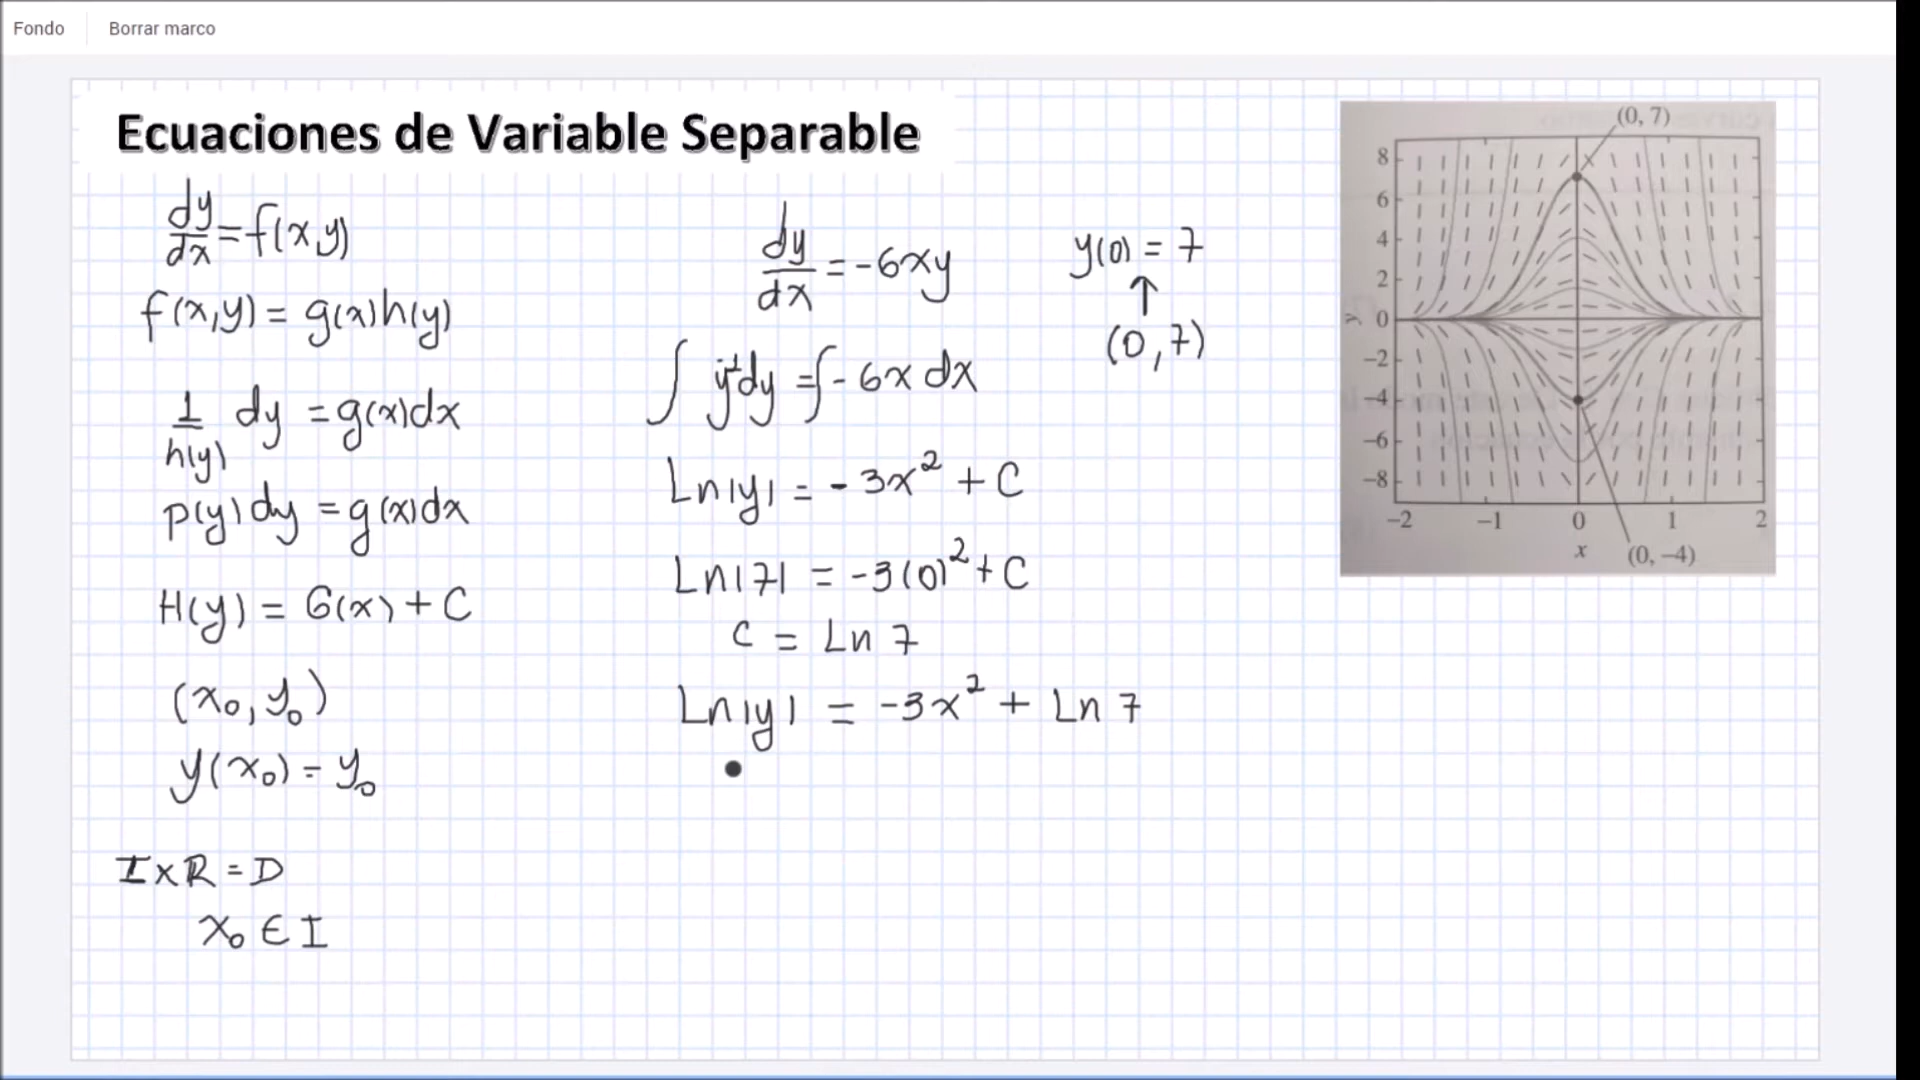 Fondo Borrar marco
Ecuaciones de Variable Separable
dy/dx = f(x,y)
f(x,y) = g(x)h(y)
1/h(y) dy = g(x)dx
p(y)dy = g(x)dx
H(y) = G(x) + C
(x₀, y₀)
y(x₀) = y₀
I x R = D
x₀ ∈ I
dy/dx = -6xy
y(0) = 7
↑
(0, 7)
∫ y⁻¹dy = ∫ - 6x dx
Ln|y| = - 3x² + C
Ln|7| = -3(0)² + C
C = Ln 7
Ln|y| = -3x² + Ln 7
(0, 7)
8
6
4
2
0
−2
−4
−6
−8
y
−2 −1 0 1 2
x
(0, −4)